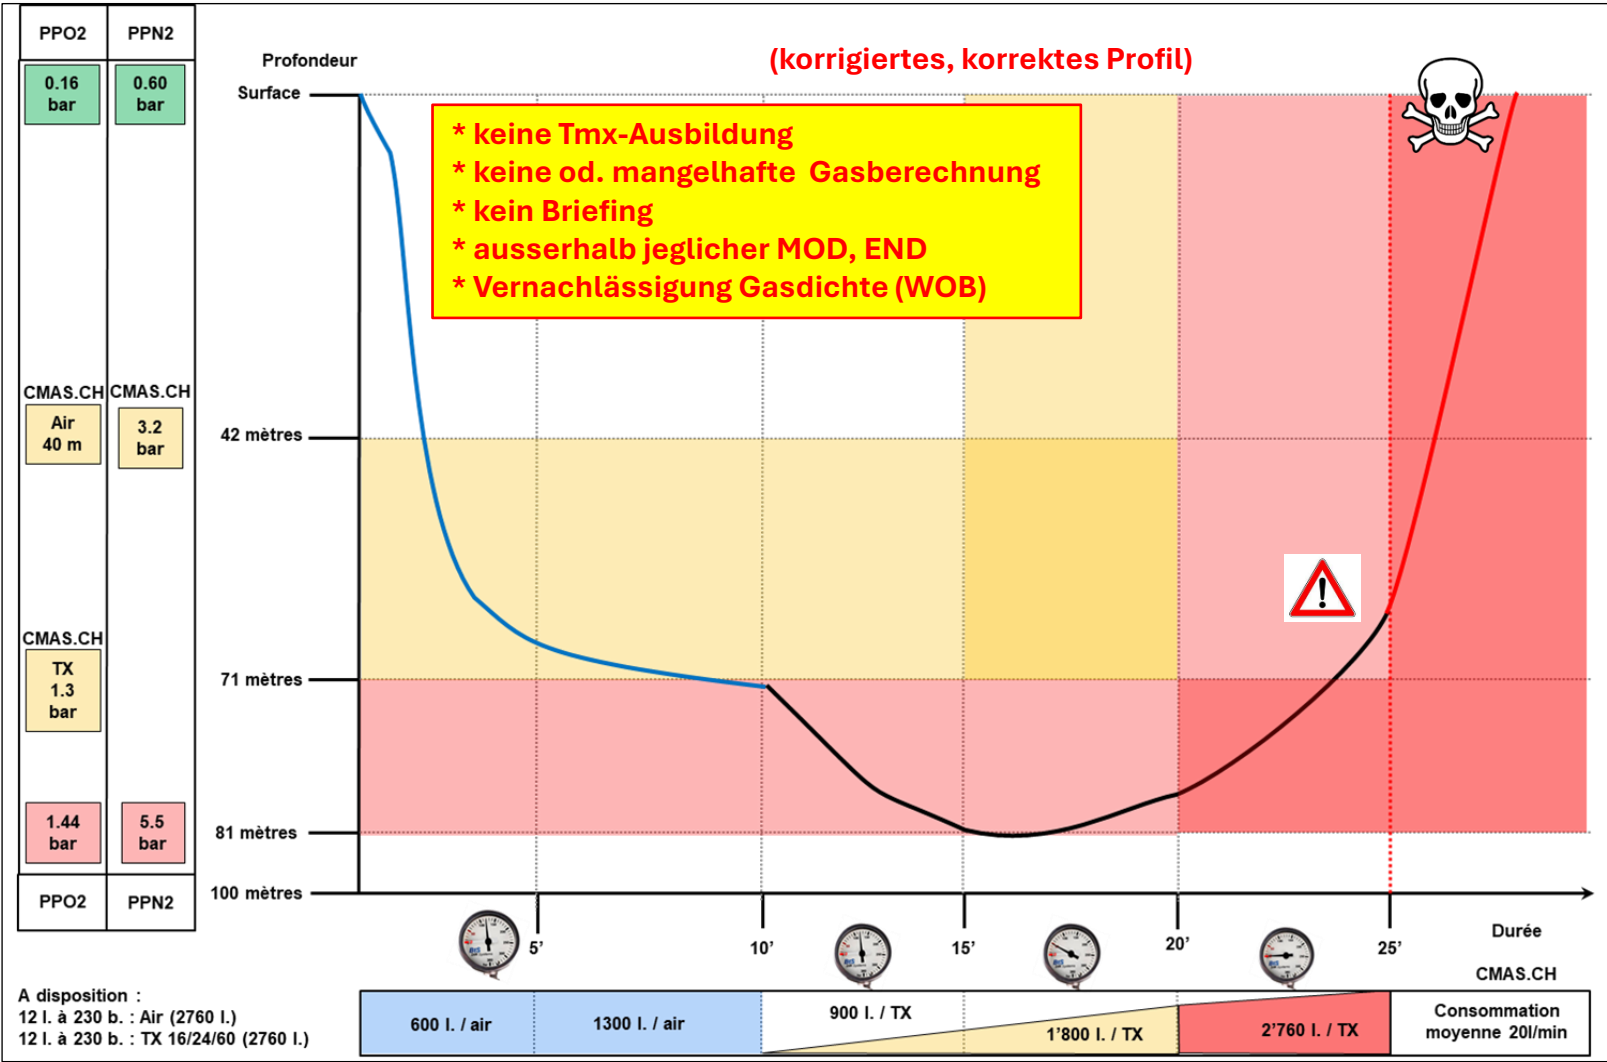 PPO2 PPN2
0.16 bar
0.60 bar
CMAS.CH CMAS.CH
Air 40 m
3.2 bar
CMAS.CH
TX 1.3 bar
1.44 bar
5.5 bar
PPO2 PPN2
Profondeur
(korrigiertes, korrektes Profil)
Surface
* keine Tmx-Ausbildung
* keine od. mangelhafte Gasberechnung
* kein Briefing
* ausserhalb jeglicher MOD, END
* Vernachlässigung Gasdichte (WOB)
42 mètres
71 mètres
!
81 mètres
100 mètres
5’ 10’ 15’ 20’ 25’
Durée
CMAS.CH
A disposition :
12 l. à 230 b. : Air (2760 l.)
12 l. à 230 b. : TX 16/24/60 (2760 l.)
600 l. / air
1300 l. / air
900 l. / TX
1’800 l. / TX
2’760 l. / TX
Consommation
moyenne 20l/min